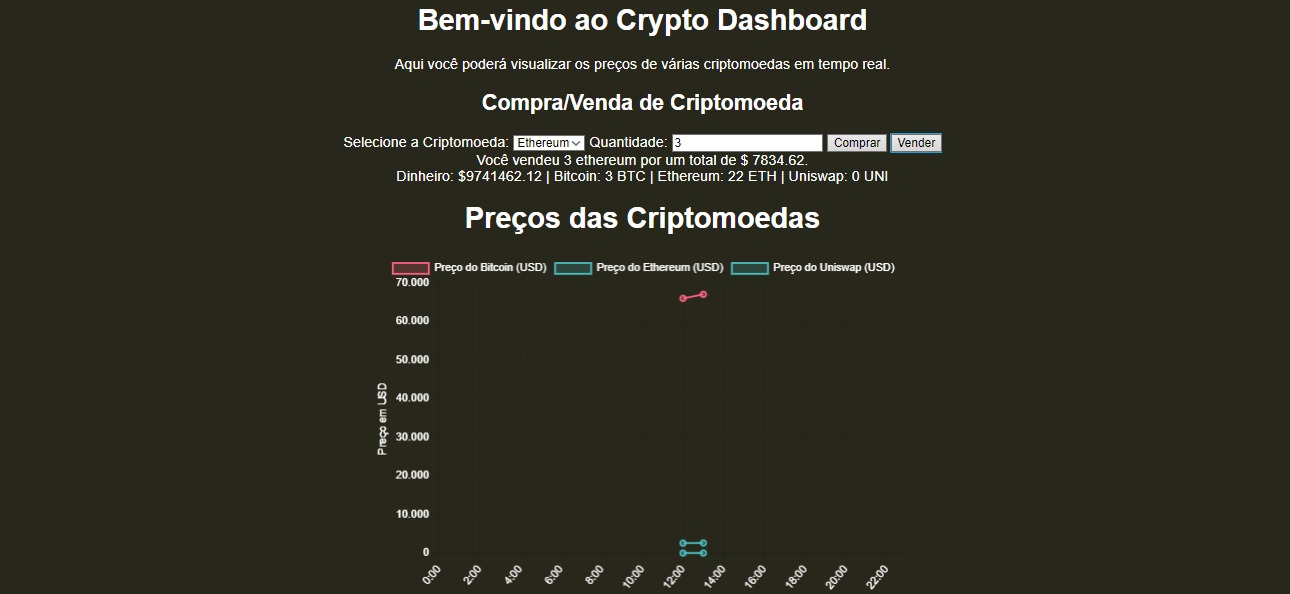 Bem-vindo ao Crypto Dashboard
Aqui você poderá visualizar os preços de várias criptomoedas em tempo real.
Compra/Venda de Criptomoeda
Selecione a Criptomoeda: Ethereum Quantidade: 3 Comprar Vender
Você vendeu 3 ethereum por um total de $ 7834.62.
Dinheiro: $9741462.12 | Bitcoin: 3 BTC | Ethereum: 22 ETH | Uniswap: 0 UNI
Preços das Criptomoedas
Preço do Bitcoin (USD) Preço do Ethereum (USD) Preço do Uniswap (USD)
70.000
60.000
50.000
40.000
30.000
20.000
10.000
0
Preço em USD
0:00 2:00 4:00 6:00 8:00 10:00 12:00 14:00 16:00 18:00 20:00 22:00